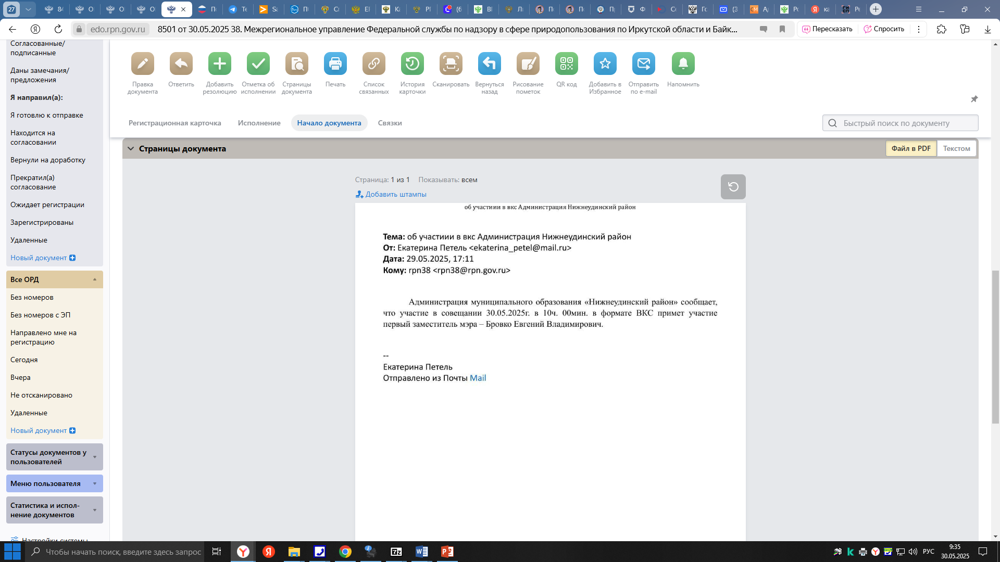 27
edo.rpn.gov.ru
8501 от 30.05.2025 38. Межрегиональное управление Федеральной службы по надзору в сфере природопользования по Иркутской области и Байк...
Пересказать
Спросить
Согласованные/
подписанные
Даны замечания/
предложения
Я направил(а):
Я готовлю к отправке
Находится на
согласовании
Вернули на доработку
Прекратил(а)
согласование
Ожидает регистрации
Зарегистрированы
Удаленные
Новый документ
Все ОРД
Без номеров
Без номеров с ЭП
Направлено мне на
регистрацию
Сегодня
Вчера
Не отсканировано
Удаленные
Новый документ
Статусы документов у
пользователей
Меню пользователя
Статистика и испол-
нение документов
Настройки системы
Правка
документа
Ответить
Добавить
резолюцию
Отметка об
исполнении
Страницы
документа
Печать
Список
связанных
История
карточки
Сканировать
Вернуться
назад
Рисование
пометок
QR код
Добавить в
Избранное
Отправить
по e-mail
Напомнить
Регистрационная карточка
Исполнение
Начало документа
Связки
Быстрый поиск по документу
Страницы документа
Файл в PDF
Текстом
Страница: 1 из 1 Показывать: всем
Добавить штампы
об участиии в вкс Администрация Нижнеудинский район
Тема: об участиии в вкс Администрация Нижнеудинский район
От: Екатерина Петель <ekaterina_petel@mail.ru>
Дата: 29.05.2025, 17:11
Кому: rpn38 <rpn38@rpn.gov.ru>
Администрация муниципального образования «Нижнеудинский район» сообщает,
что участие в совещании 30.05.2025г. в 10ч. 00мин. в формате ВКС примет участие
первый заместитель мэра – Бровко Евгений Владимирович.
--
Екатерина Петель
Отправлено из Почты Mail
Чтобы начать поиск, введите здесь запрос
РУС
9:35
30.05.2025